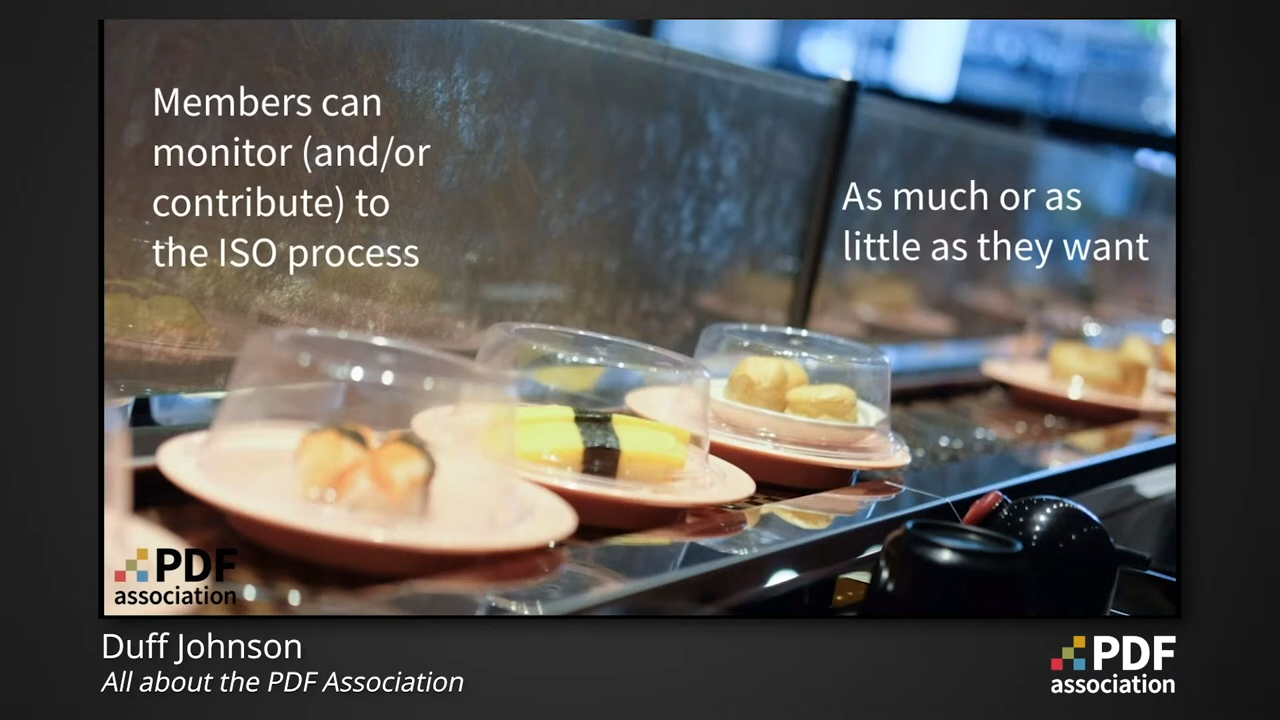 Members can
monitor (and/or
contribute) to
the ISO process
As much or as
little as they want
PDF
association
Duff Johnson
All about the PDF Association
PDF
association